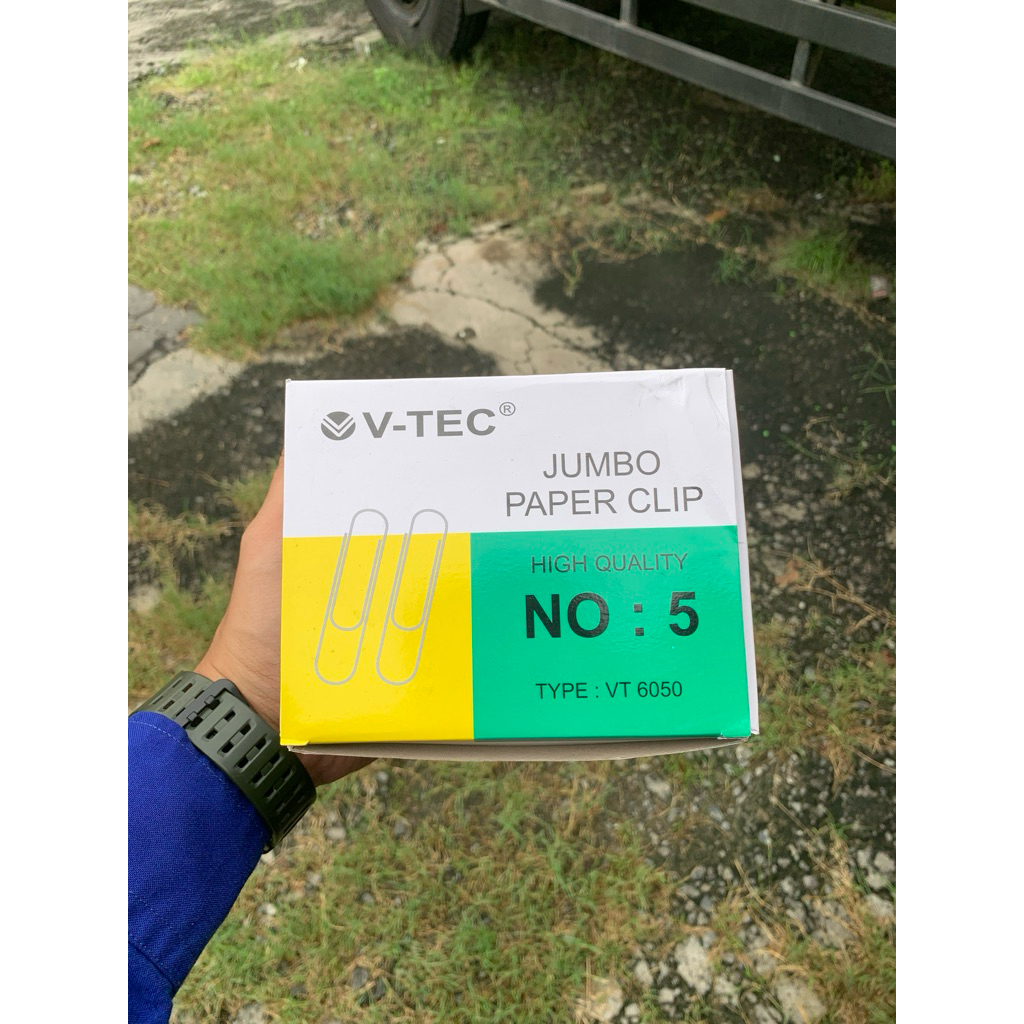 V-TEC®
JUMBO
PAPER CLIP
HIGH QUALITY
NO : 5
TYPE : VT 6050